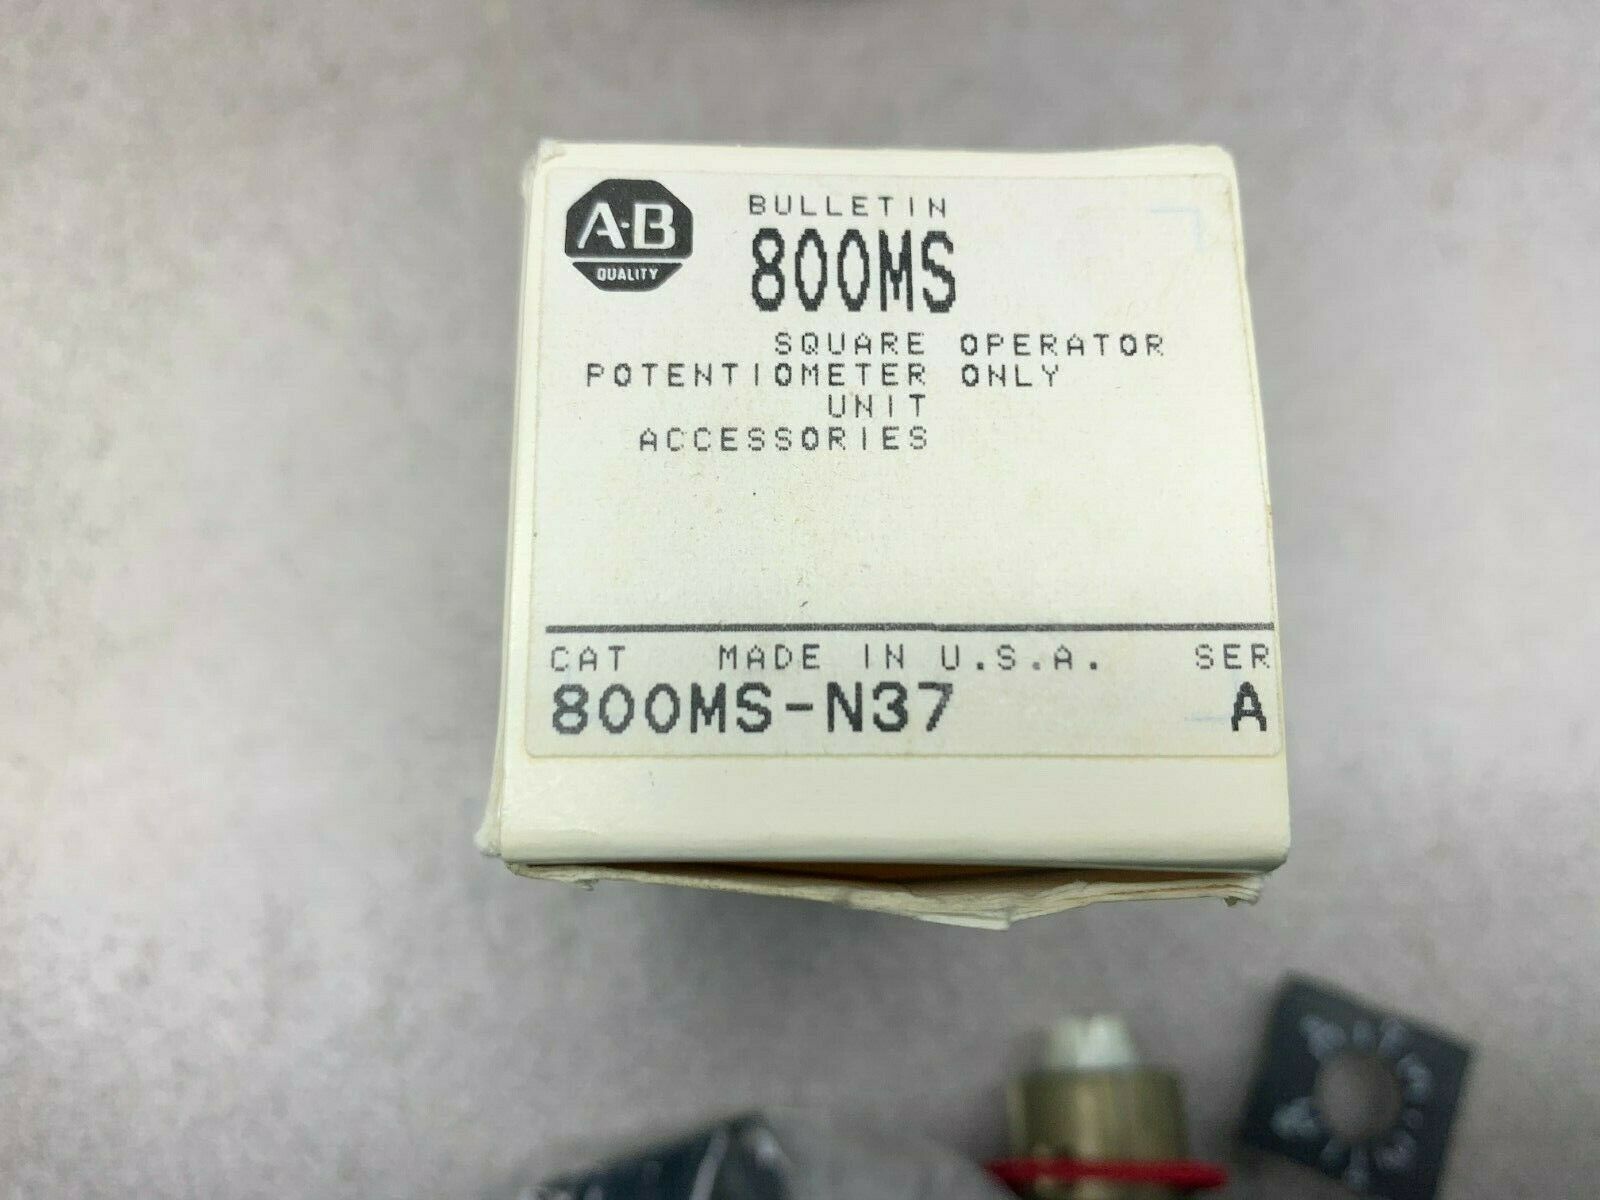 A-B
QUALITY
BULLETIN
800MS
SQUARE OPERATOR
POTENTIOMETER ONLY
UNIT
ACCESSORIES
CAT MADE IN U.S.A. SER
800MS-N37 A